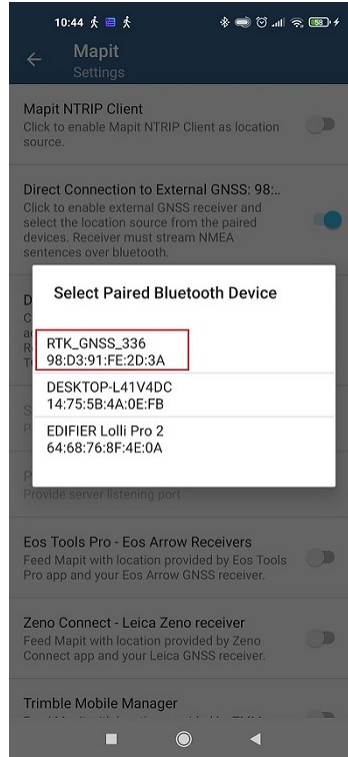 10:44
58
Mapit
Settings
Mapit NTRIP Client
Click to enable Mapit NTRIP Client as location
source.
Direct Connection to External GNSS: 98:..
Click to enable external GNSS receiver and
select the location source from the paired
devices. Receiver must stream NMEA
sentences over bluetooth.
Select Paired Bluetooth Device
RTK_GNSS_336
98:D3:91:FE:2D:3A
DESKTOP-L41V4DC
14:75:5B:4A:0E:FB
EDIFIER Lolli Pro 2
64:68:76:8F:4E:0A
Provide server listening port
Eos Tools Pro - Eos Arrow Receivers
Feed Mapit with location provided by Eos Tools
Pro app and your Eos Arrow GNSS receiver.
Zeno Connect - Leica Zeno receiver
Feed Mapit with location provided by Zeno
Connect app and your Leica GNSS receiver.
Trimble Mobile Manager